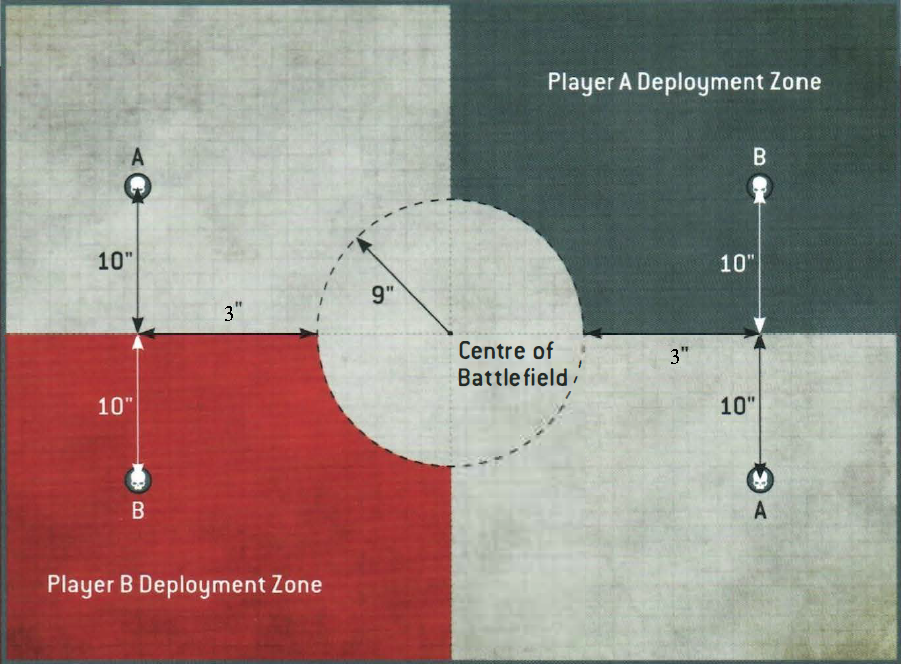 Player A Deployment Zone
A
B
10"
10"
9"
3"
Centre of
Battlefield
3"
10"
10"
B
A
Player B Deployment Zone